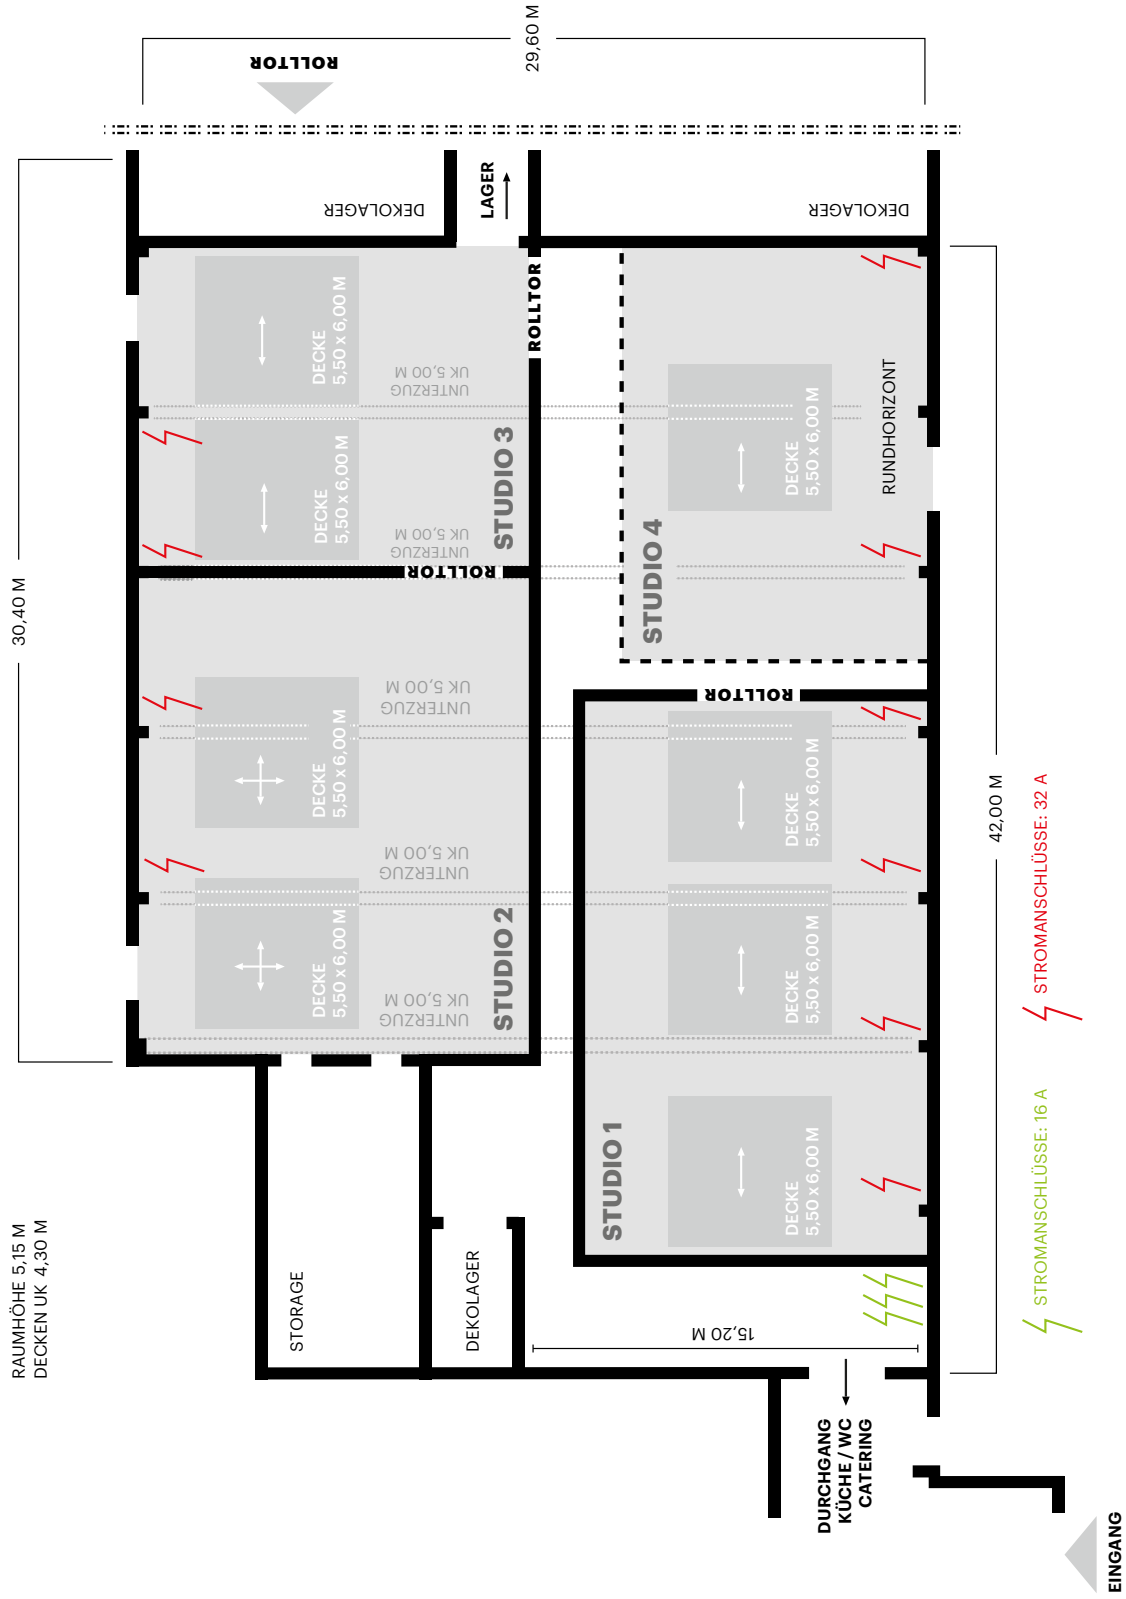 RAUMHÖHE 5,15 M
DECKEN UK 4,30 M
30,40 M
29,60 M
ROLLTOR
DEKOLAGER
LAGER
DEKOLAGER
STORAGE
DEKOLAGER
STUDIO 2
DECKE
5,50 x 6,00 M
DECKE
5,50 x 6,00 M
UNTERZUG
UK 5,00 M
UNTERZUG
UK 5,00 M
UNTERZUG
UK 5,00 M
ROLLTOR
STUDIO 3
DECKE
5,50 x 6,00 M
DECKE
5,50 x 6,00 M
UNTERZUG
UK 5,00 M
UNTERZUG
UK 5,00 M
ROLLTOR
STUDIO 1
DECKE
5,50 x 6,00 M
DECKE
5,50 x 6,00 M
DECKE
5,50 x 6,00 M
ROLLTOR
STUDIO 4
DECKE
5,50 x 6,00 M
RUNDHORIZONT
15,20 M
DURCHGANG
KÜCHE / WC
CATERING
42,00 M
STROMANSCHLÜSSE: 16 A
STROMANSCHLÜSSE: 32 A
EINGANG